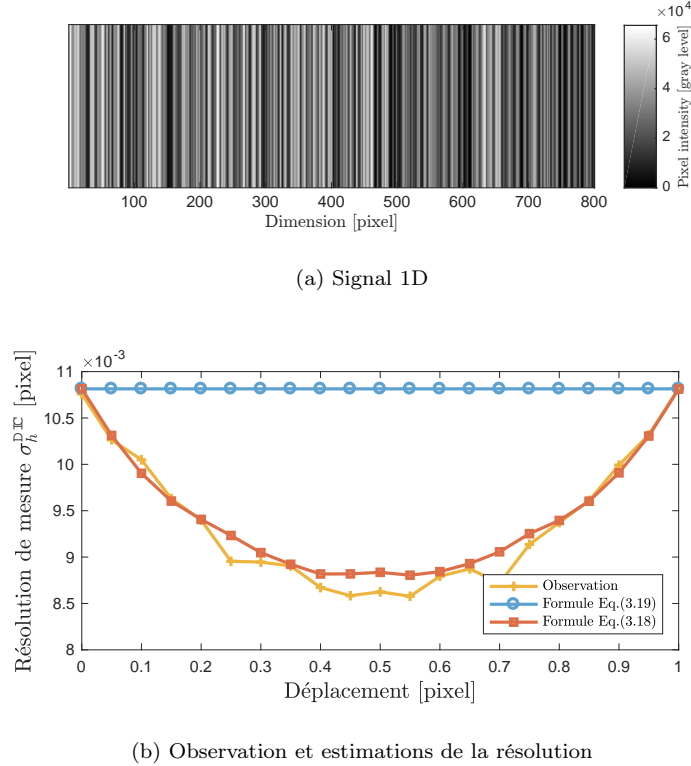 ×10⁴
6
4
2
0
Pixel intensity [gray level]
100 200 300 400 500 600 700 800
Dimension [pixel]
(a) Signal 1D
×10⁻³
11
10.5
10
9.5
9
8.5
8
Résolution de mesure σₕᴰᴵᶜ [pixel]
Observation
Formule Eq.(3.19)
Formule Eq.(3.18)
0 0.1 0.2 0.3 0.4 0.5 0.6 0.7 0.8 0.9 1
Déplacement [pixel]
(b) Observation et estimations de la résolution